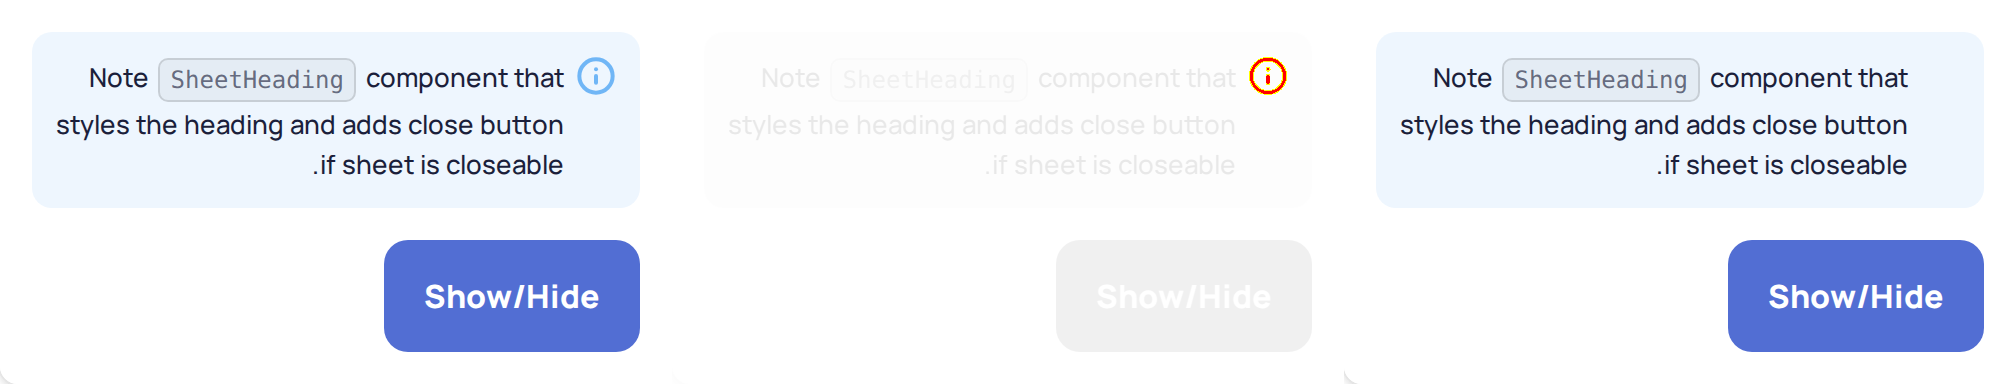 Note SheetHeading component that
styles the heading and adds close button
.if sheet is closeable
Show/Hide
Note SheetHeading component that
styles the heading and adds close button
.if sheet is closeable
Show/Hide
Note SheetHeading component that
styles the heading and adds close button
.if sheet is closeable
Show/Hide